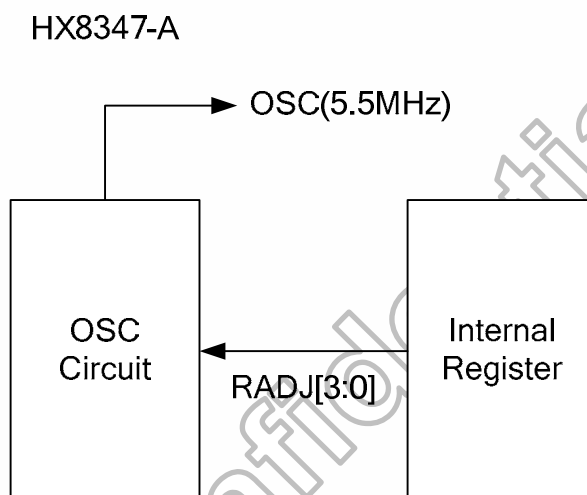 HX8347-A
OSC(5.5MHz)
OSC
Circuit
Internal
Register
RADJ[3:0]